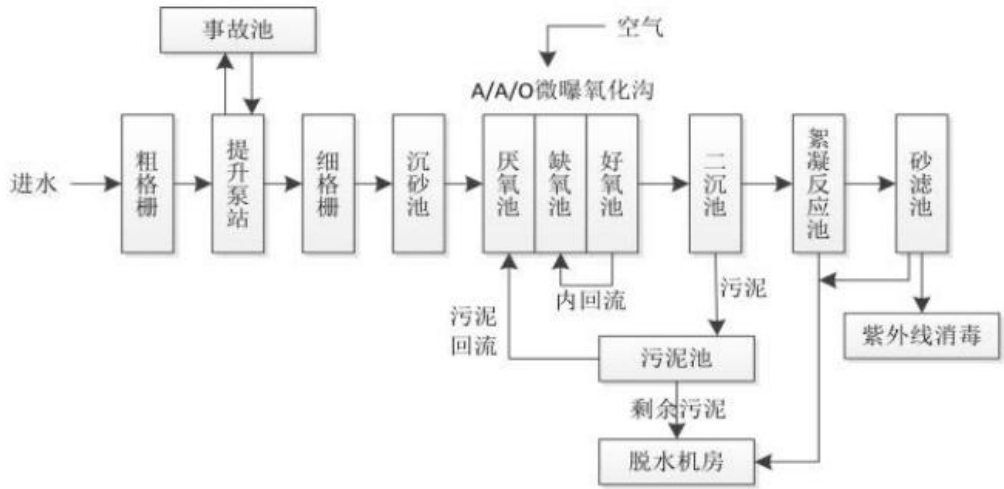 事故池
空气
A/A/O微曝氧化沟
进水
粗格栅
提升泵站
细格栅
沉砂池
厌氧池
缺氧池
好氧池
二沉池
絮凝反应池
砂滤池
内回流
污泥
回流
污泥
紫外线消毒
污泥池
剩余污泥
脱水机房